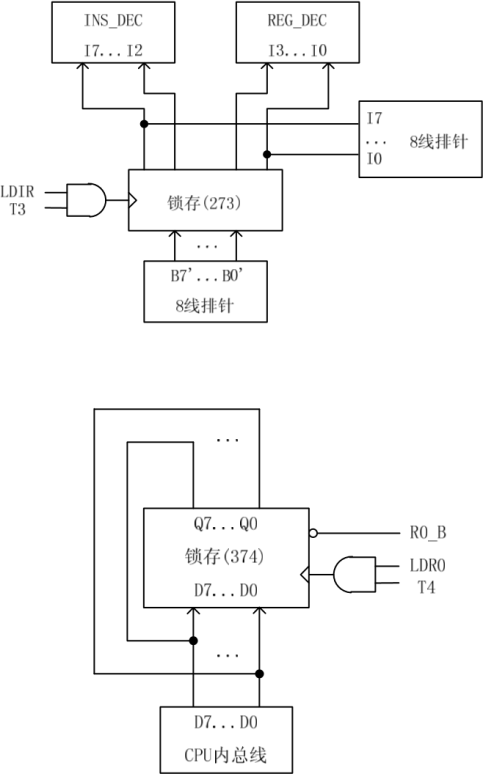 INS_DEC
I7...I2
REG_DEC
I3...I0
I7
... 8线排针
I0
LDIR
T3
锁存(273)
...
B7'...B0'
8线排针
...
Q7...Q0
锁存(374)
D7...D0
R0_B
LDR0
T4
...
D7...D0
CPU内总线